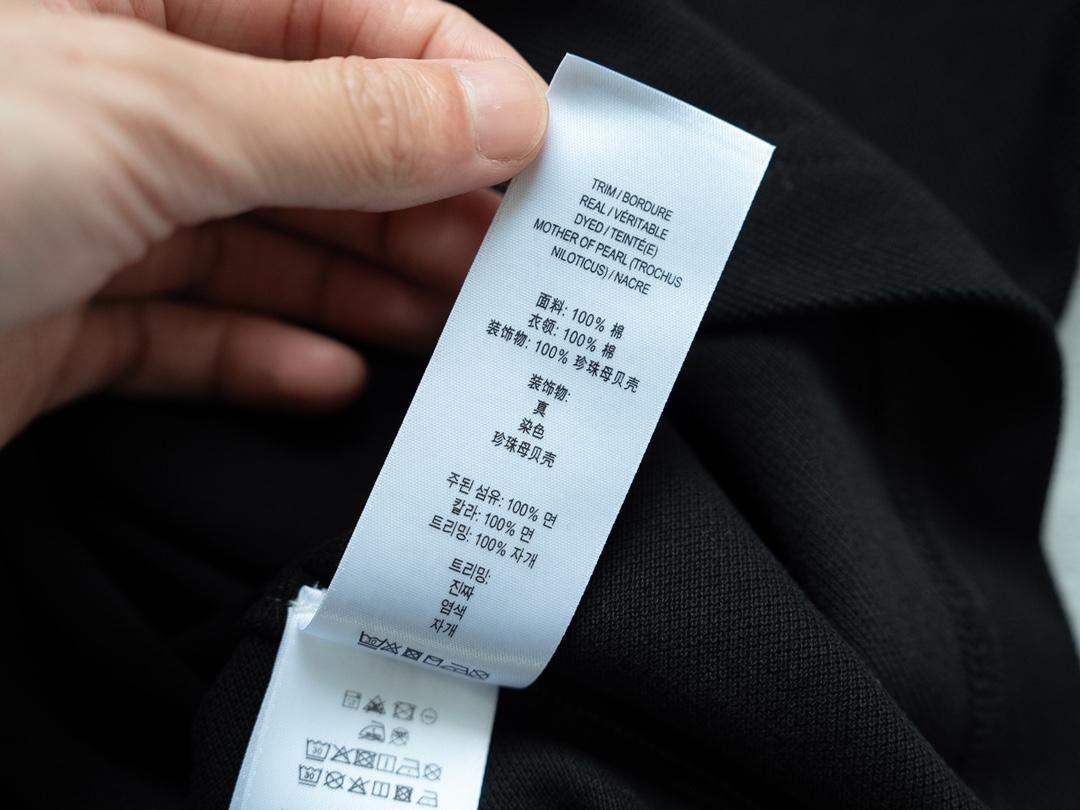 TRIM / BORDURE
REAL / VÉRITABLE
DYED / TEINTÉ(E)
MOTHER OF PEARL (TROCHUS
NILOTICUS) / NACRE
面料: 100% 棉
衣领: 100% 棉
装饰物: 100% 珍珠母贝壳
装饰物:
真
染色
珍珠母贝壳
주된 섬유: 100% 면
칼라: 100% 면
트리밍: 100% 자개
트리밍:
진짜
염색
자개
30
30